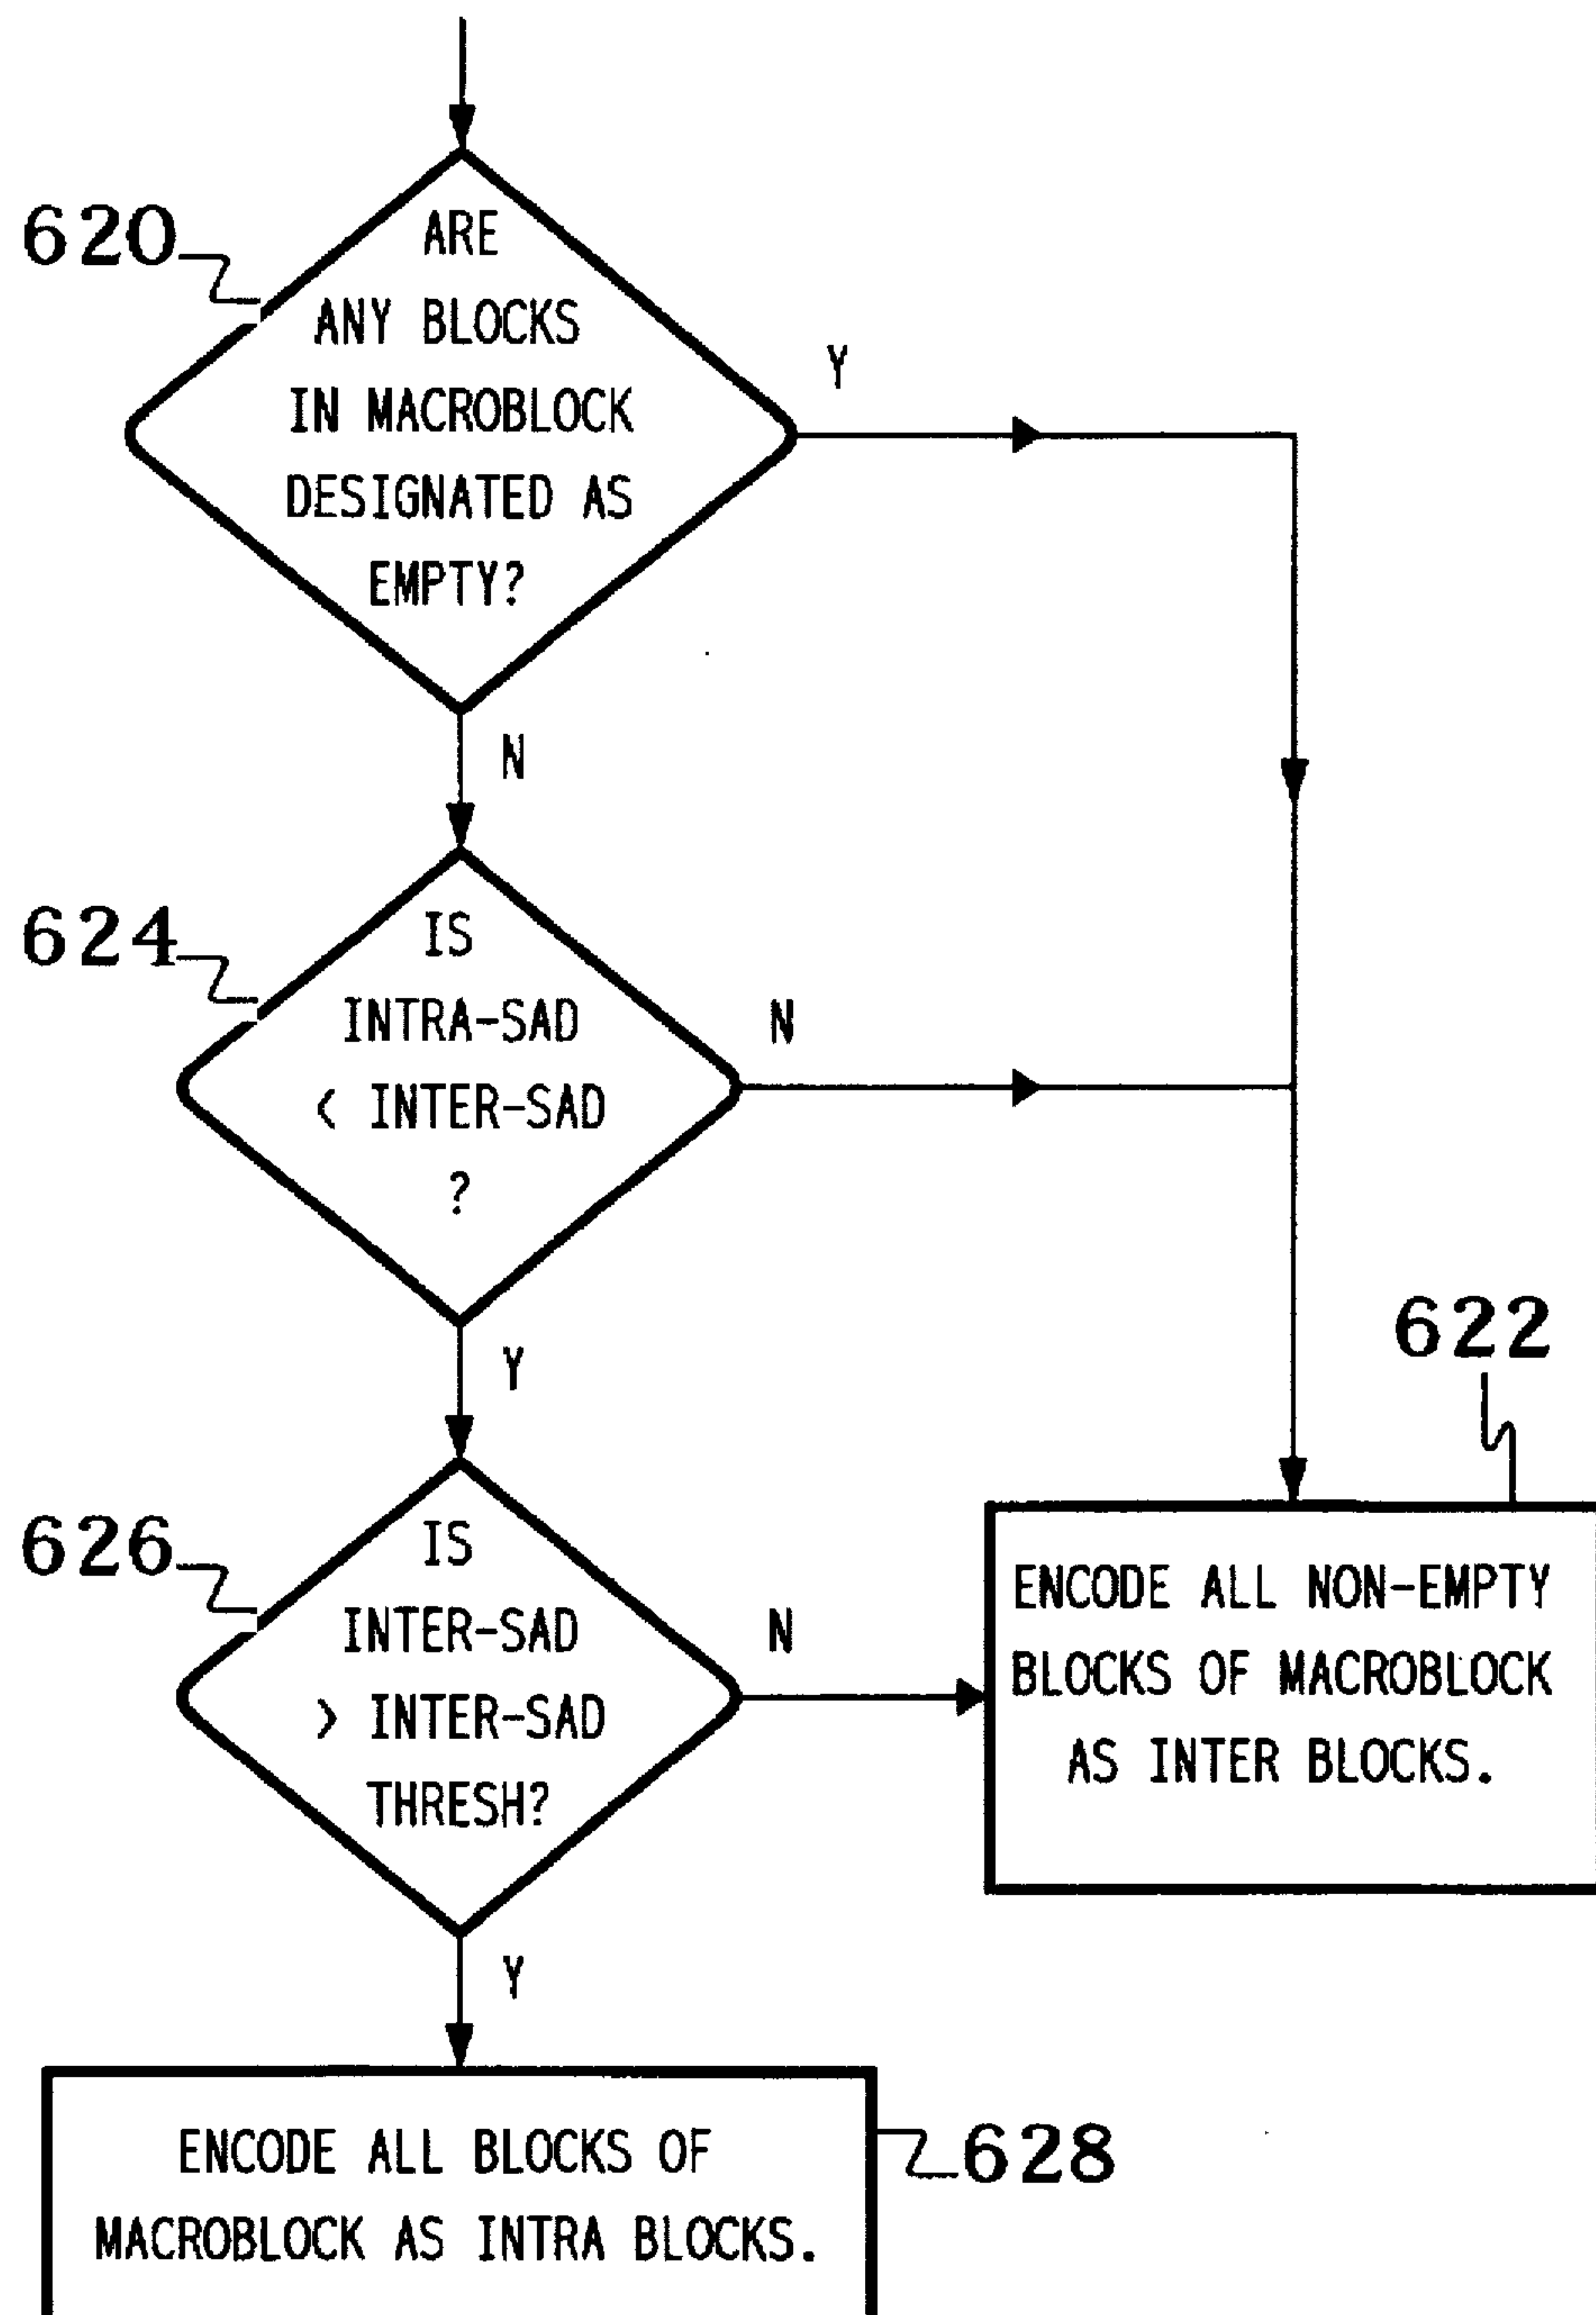 620
ARE
ANY BLOCKS
IN MACROBLOCK
DESIGNATED AS
EMPTY?
Y
N
624
IS
INTRA-SAD
< INTER-SAD
?
N
Y
622
626
IS
INTER-SAD
> INTER-SAD
THRESH?
N
Y
ENCODE ALL NON-EMPTY
BLOCKS OF MACROBLOCK
AS INTER BLOCKS.
ENCODE ALL BLOCKS OF
MACROBLOCK AS INTRA BLOCKS.
628